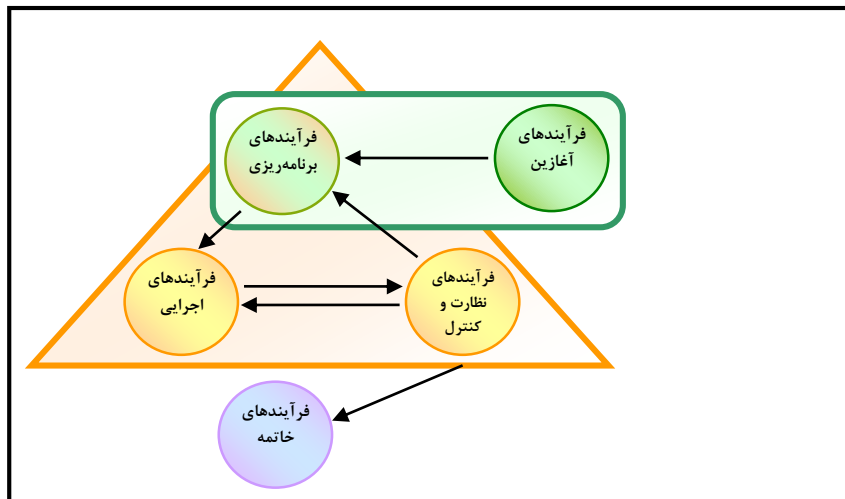 فرآیندهای
آغازین
فرآیندهای
برنامه‌ریزی
فرآیندهای
نظارت و
کنترل
فرآیندهای
اجرایی
فرآیندهای
خاتمه